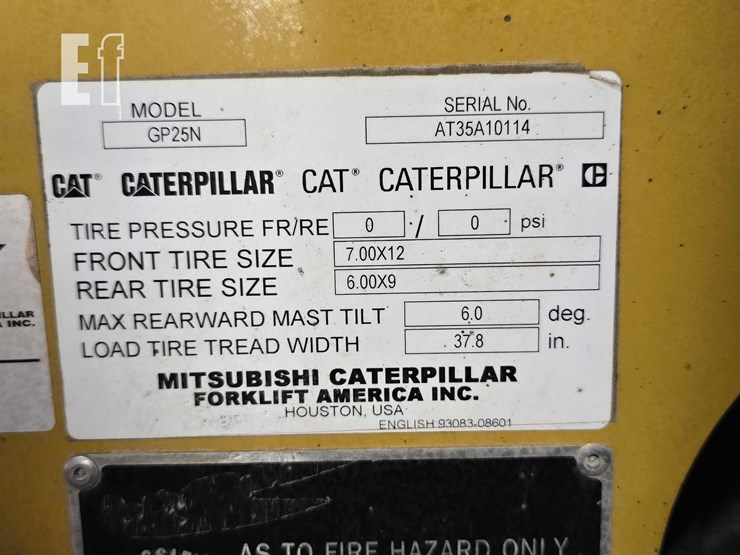 Ef
MODEL
GP25N
SERIAL No.
AT35A10114
CAT® CATERPILLAR® CAT® CATERPILLAR®
TIRE PRESSURE FR/RE 0 / 0 psi
FRONT TIRE SIZE 7.00X12
REAR TIRE SIZE 6.00X9
MAX REARWARD MAST TILT 6.0 deg.
LOAD TIRE TREAD WIDTH 37.8 in.
MITSUBISHI CATERPILLAR
FORKLIFT AMERICA INC.
HOUSTON, USA
ENGLISH 93083-08601
INC.
AS TO FIRE HAZARD ONLY